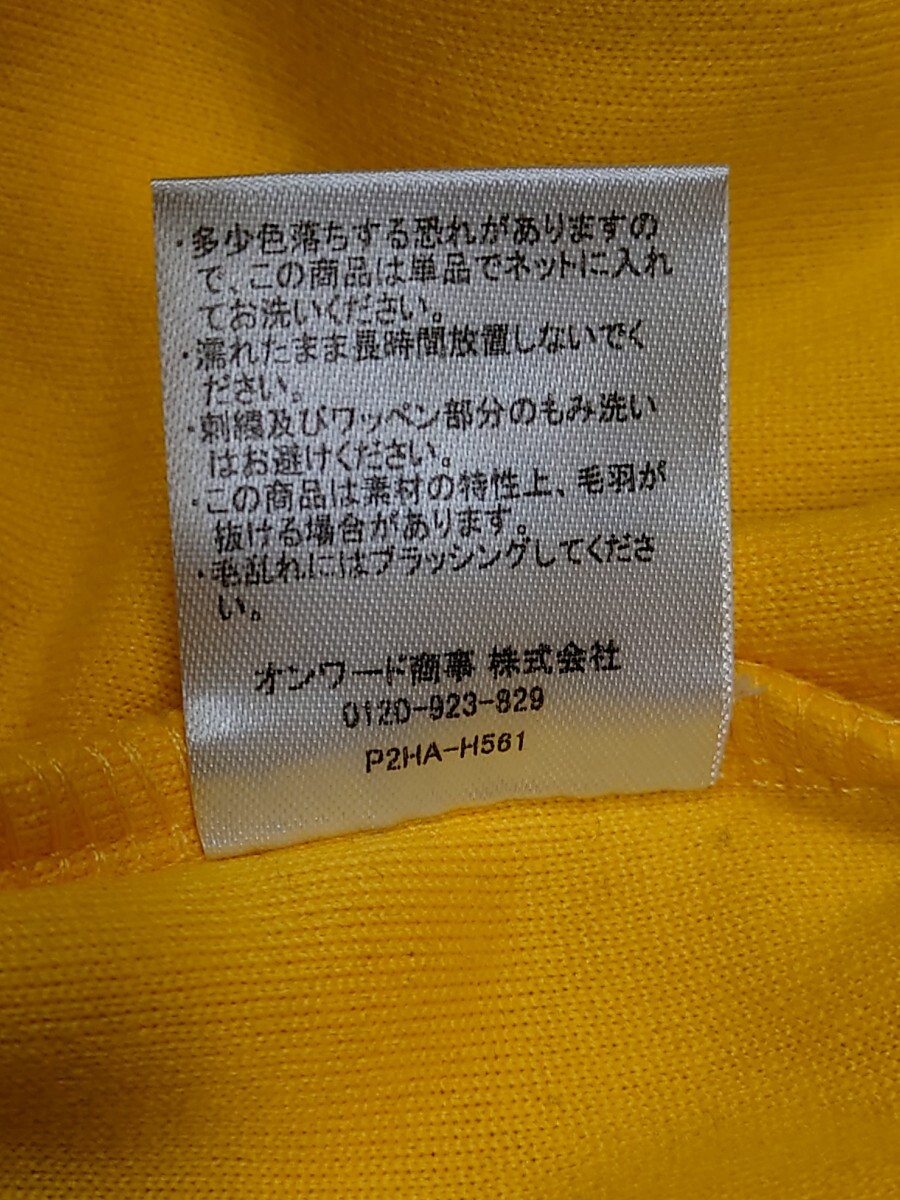 ・多少色落ちする恐れがありますの
で、この商品は単品でネットに入れ
てお洗いください。
・濡れたまま長時間放置しないでく
ださい。
・刺繍及びワッペン部分のもみ洗い
はお避けください。
・この商品は素材の特性上、毛羽が
抜ける場合があります。
・毛乱れにはブラッシングしてくださ
い。
オンワード商事 株式会社
0120-923-829
P2HA-H561